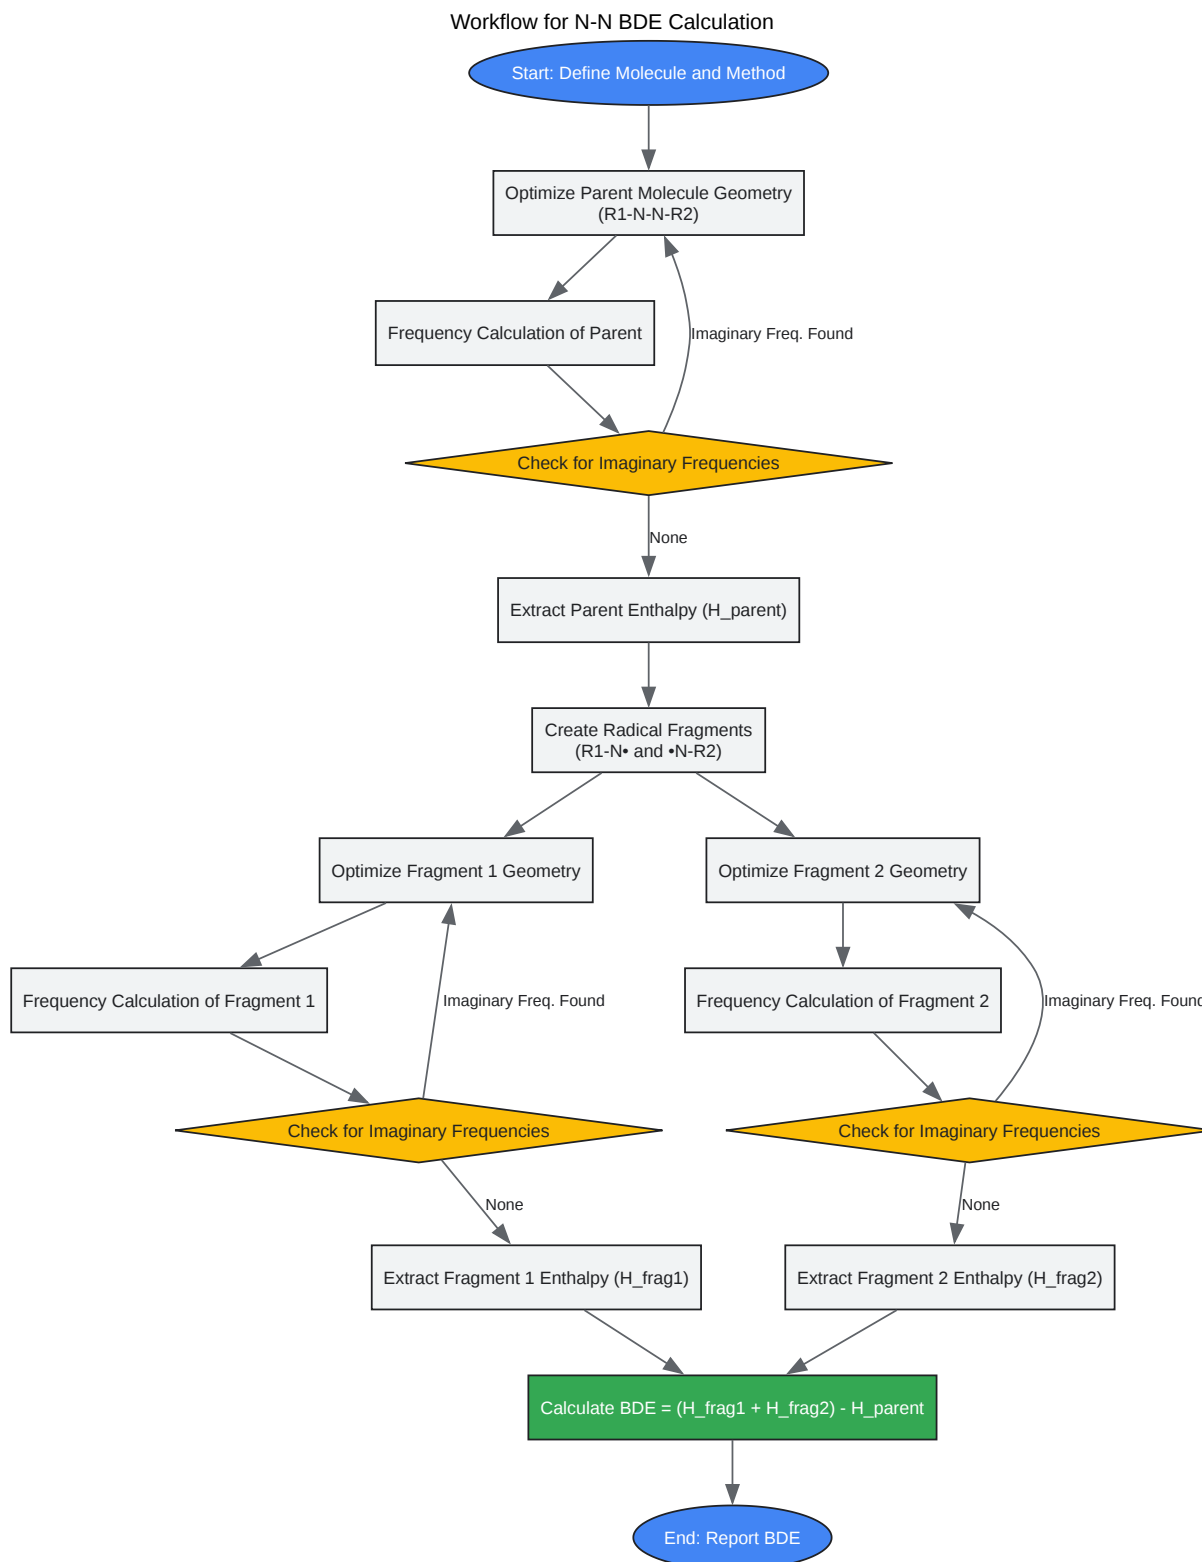 Workflow for N-N BDE Calculation
Start: Define Molecule and Method
Optimize Parent Molecule Geometry
(R1-N-N-R2)
Frequency Calculation of Parent
Imaginary Freq. Found
Check for Imaginary Frequencies
None
Extract Parent Enthalpy (H_parent)
Create Radical Fragments
(R1-N• and •N-R2)
Optimize Fragment 1 Geometry
Optimize Fragment 2 Geometry
Frequency Calculation of Fragment 1
Imaginary Freq. Found
Frequency Calculation of Fragment 2
Imaginary Freq. Found
Check for Imaginary Frequencies
Check for Imaginary Frequencies
None
None
Extract Fragment 1 Enthalpy (H_frag1)
Extract Fragment 2 Enthalpy (H_frag2)
Calculate BDE = (H_frag1 + H_frag2) - H_parent
End: Report BDE